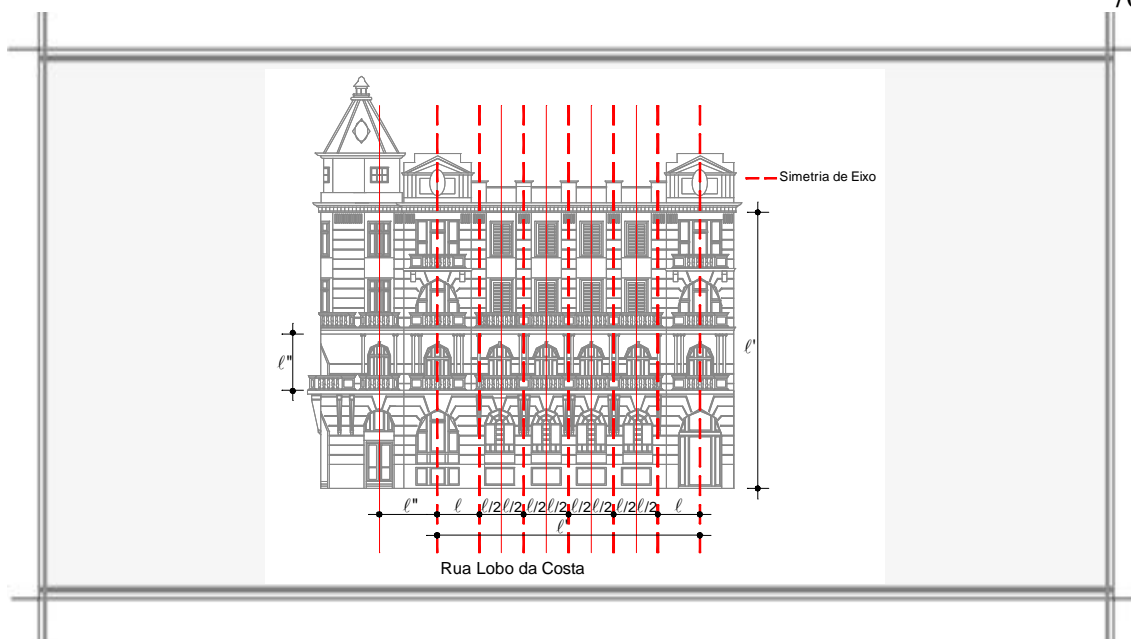 Simetria de Eixo
ℓ'
ℓ"
ℓ" ℓ ℓ/2 ℓ/2 ℓ/2 ℓ/2 ℓ/2 ℓ/2 ℓ/2 ℓ/2 ℓ
ℓ'
Rua Lobo da Costa